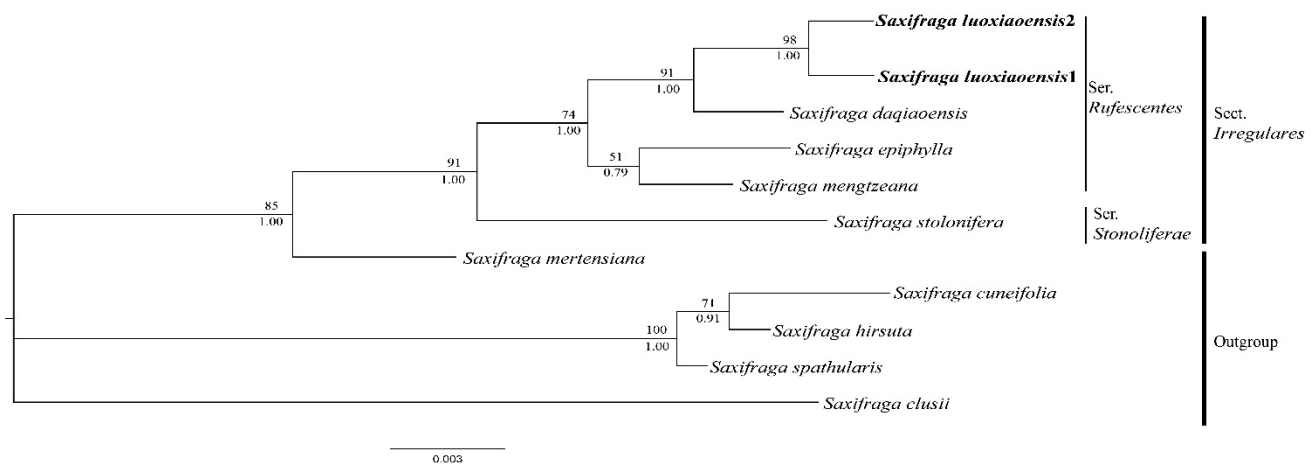 Saxifraga luoxiaoensis2
98
1.00
Saxifraga luoxiaoensis1
91
1.00
Saxifraga daqiaoensis
74
1.00
Saxifraga epiphylla
51
0.79
Saxifraga mengtzeana
91
1.00
Saxifraga stolonifera
85
1.00
Saxifraga mertensiana
Saxifraga cuneifolia
71
0.91
Saxifraga hirsuta
100
1.00
Saxifraga spathularis
Saxifraga clusii
Ser.
Rufescentes
Ser.
Stonoliferae
Sect.
Irregulares
Outgroup
0.003